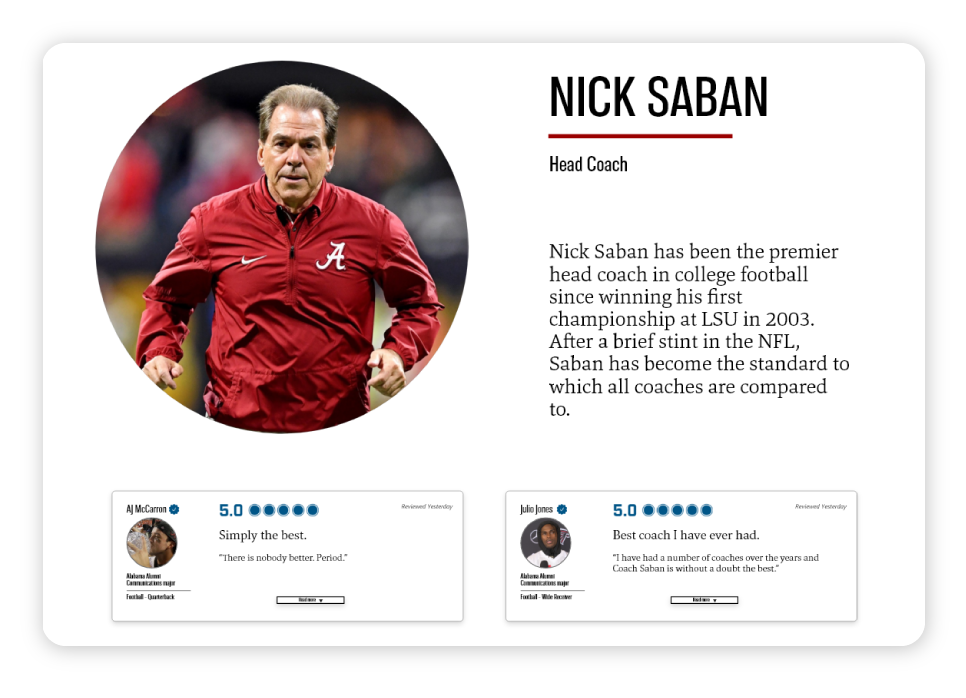 NICK SABAN
Head Coach
Nick Saban has been the premier
head coach in college football
since winning his first
championship at LSU in 2003.
After a brief stint in the NFL,
Saban has become the standard to
which all coaches are compared
to.
A
AJ McCarron
5.0
Reviewed Yesterday
Simply the best.
"There is nobody better. Period."
Alabama Alumni
Communications major
Football - Quarterback
Read more
Julio Jones
5.0
Reviewed Yesterday
Best coach I have ever had.
"I have had a number of coaches over the years and
Coach Saban is without a doubt the best."
Alabama Alumni
Communications major
Football - Wide Receiver
Read more